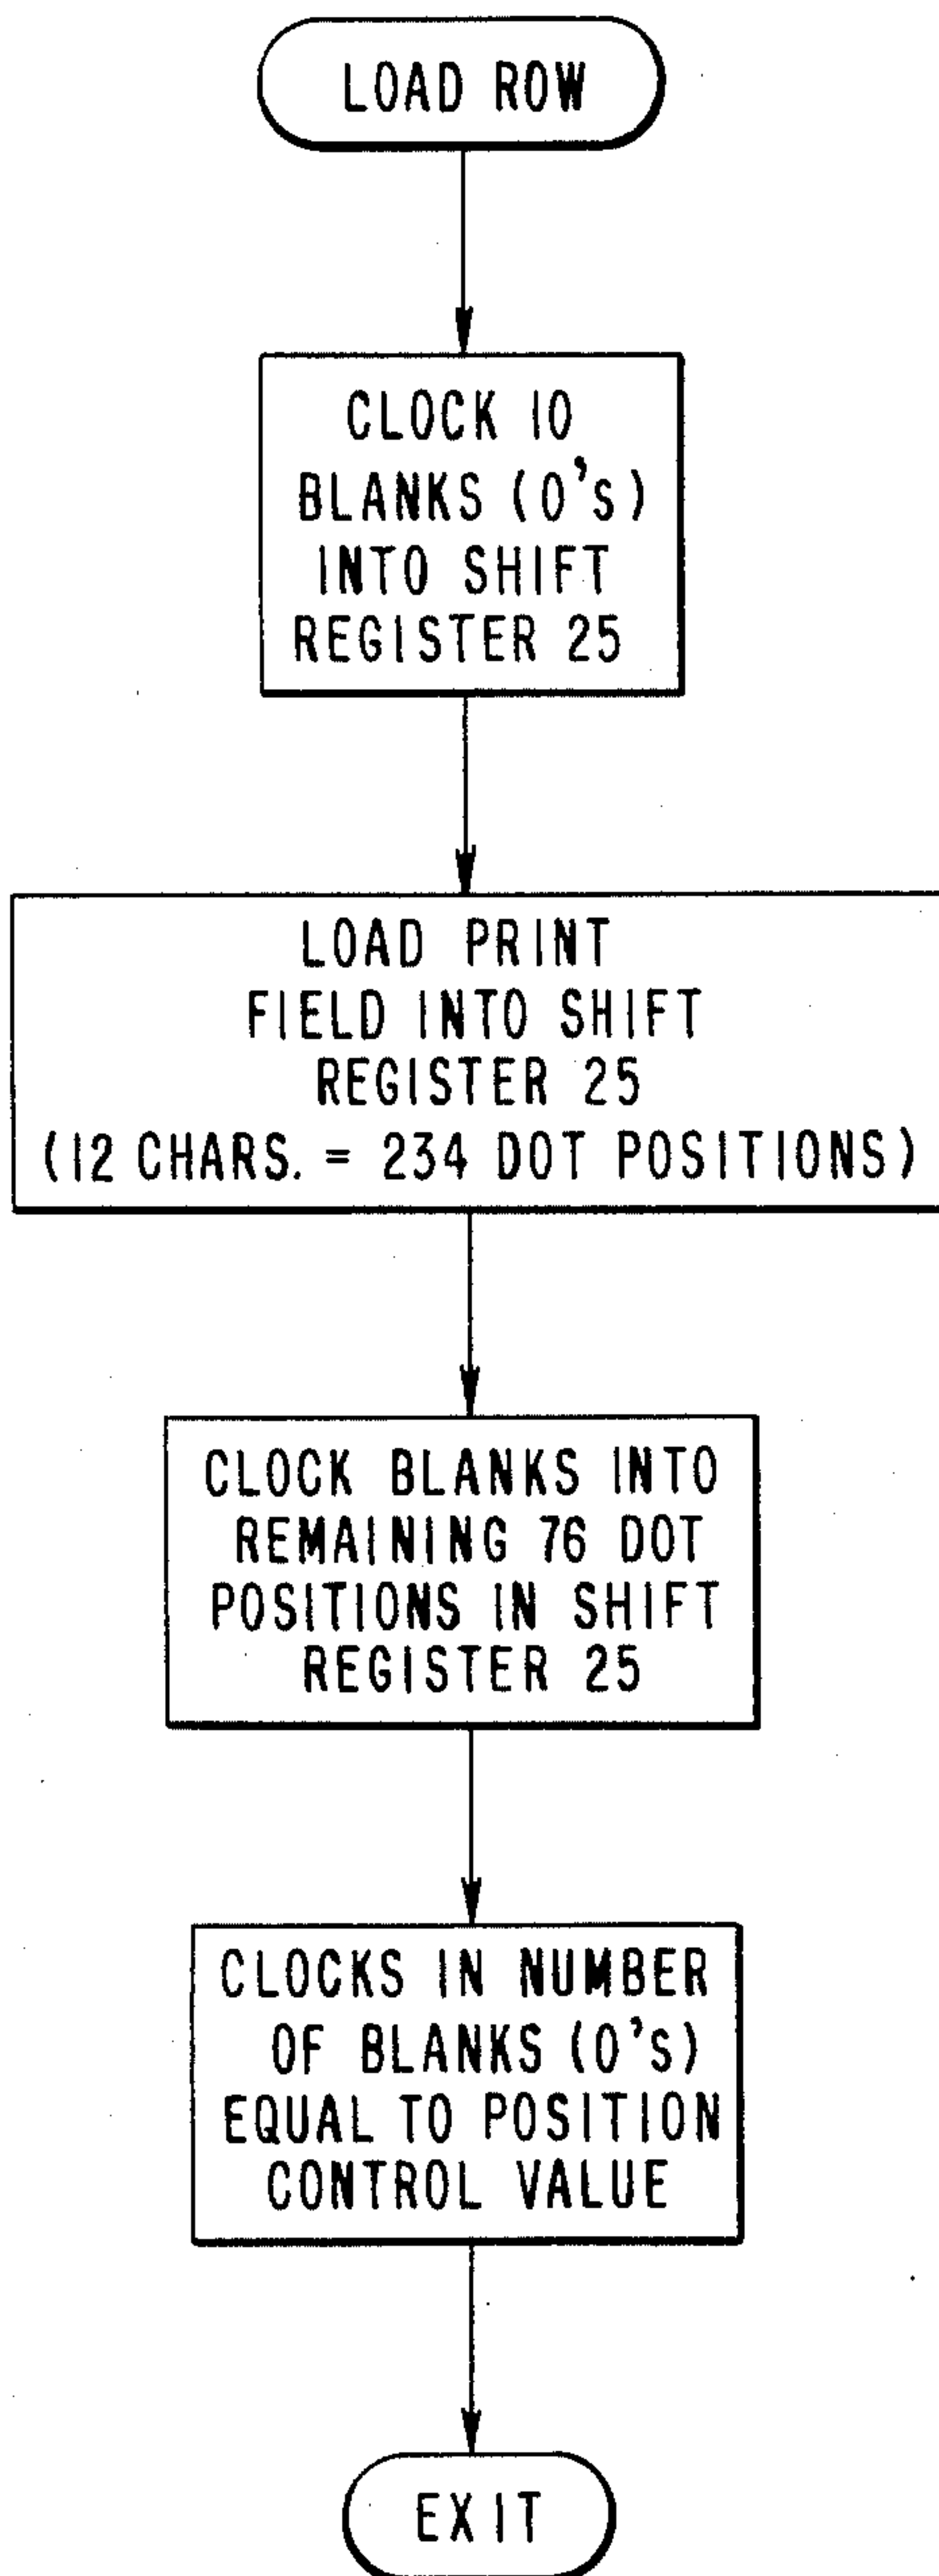 LOAD ROW
CLOCK 10
BLANKS (0's)
INTO SHIFT
REGISTER 25
LOAD PRINT
FIELD INTO SHIFT
REGISTER 25
(12 CHARS. = 234 DOT POSITIONS)
CLOCK BLANKS INTO
REMAINING 76 DOT
POSITIONS IN SHIFT
REGISTER 25
CLOCKS IN NUMBER
OF BLANKS (0's)
EQUAL TO POSITION
CONTROL VALUE
EXIT